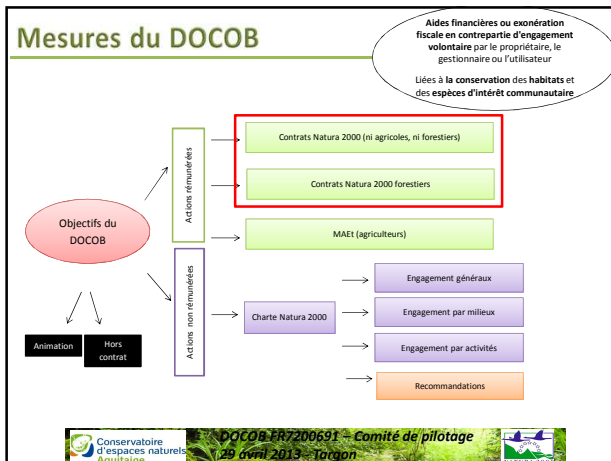 Mesures du DOCOB
Aides financières ou exonération
fiscale en contrepartie d'engagement
volontaire par le propriétaire, le
gestionnaire ou l'utilisateur
Liées à la conservation des habitats et
des espèces d'intérêt communautaire
Objectifs du
DOCOB
Animation
Hors
contrat
Actions rémunérées
Contrats Natura 2000 (ni agricoles, ni forestiers)
Contrats Natura 2000 forestiers
MAEt (agriculteurs)
Actions non rémunérées
Charte Natura 2000
Engagement généraux
Engagement par milieux
Engagement par activités
Recommandations
Conservatoire
d'espaces naturels
Aquitaine
DOCOB FR7200691 – Comité de pilotage
29 avril 2013 - Targon